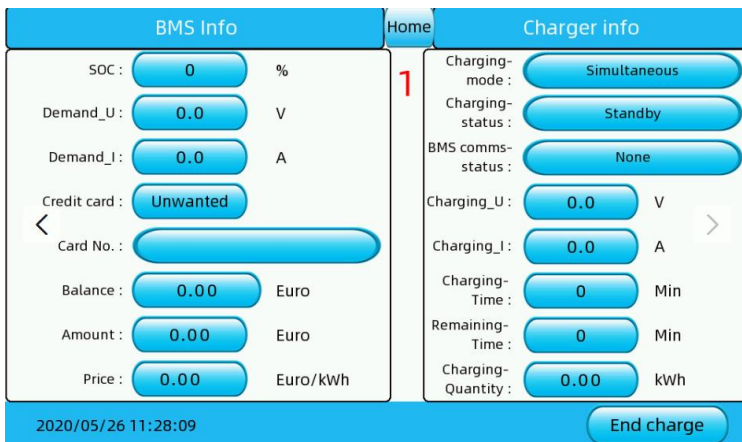 BMS Info
Home
Charger info
SOC : 0 %
Demand_U : 0.0 V
Demand_I : 0.0 A
Credit card : Unwanted
Card No. :
Balance : 0.00 Euro
Amount : 0.00 Euro
Price : 0.00 Euro/kWh
1
Charging-
mode : Simultaneous
Charging-
status : Standby
BMS comms-
status : None
Charging_U : 0.0 V
Charging_I : 0.0 A
Charging-
Time : 0 Min
Remaining-
Time : 0 Min
Charging-
Quantity : 0.00 kWh
2020/05/26 11:28:09
End charge